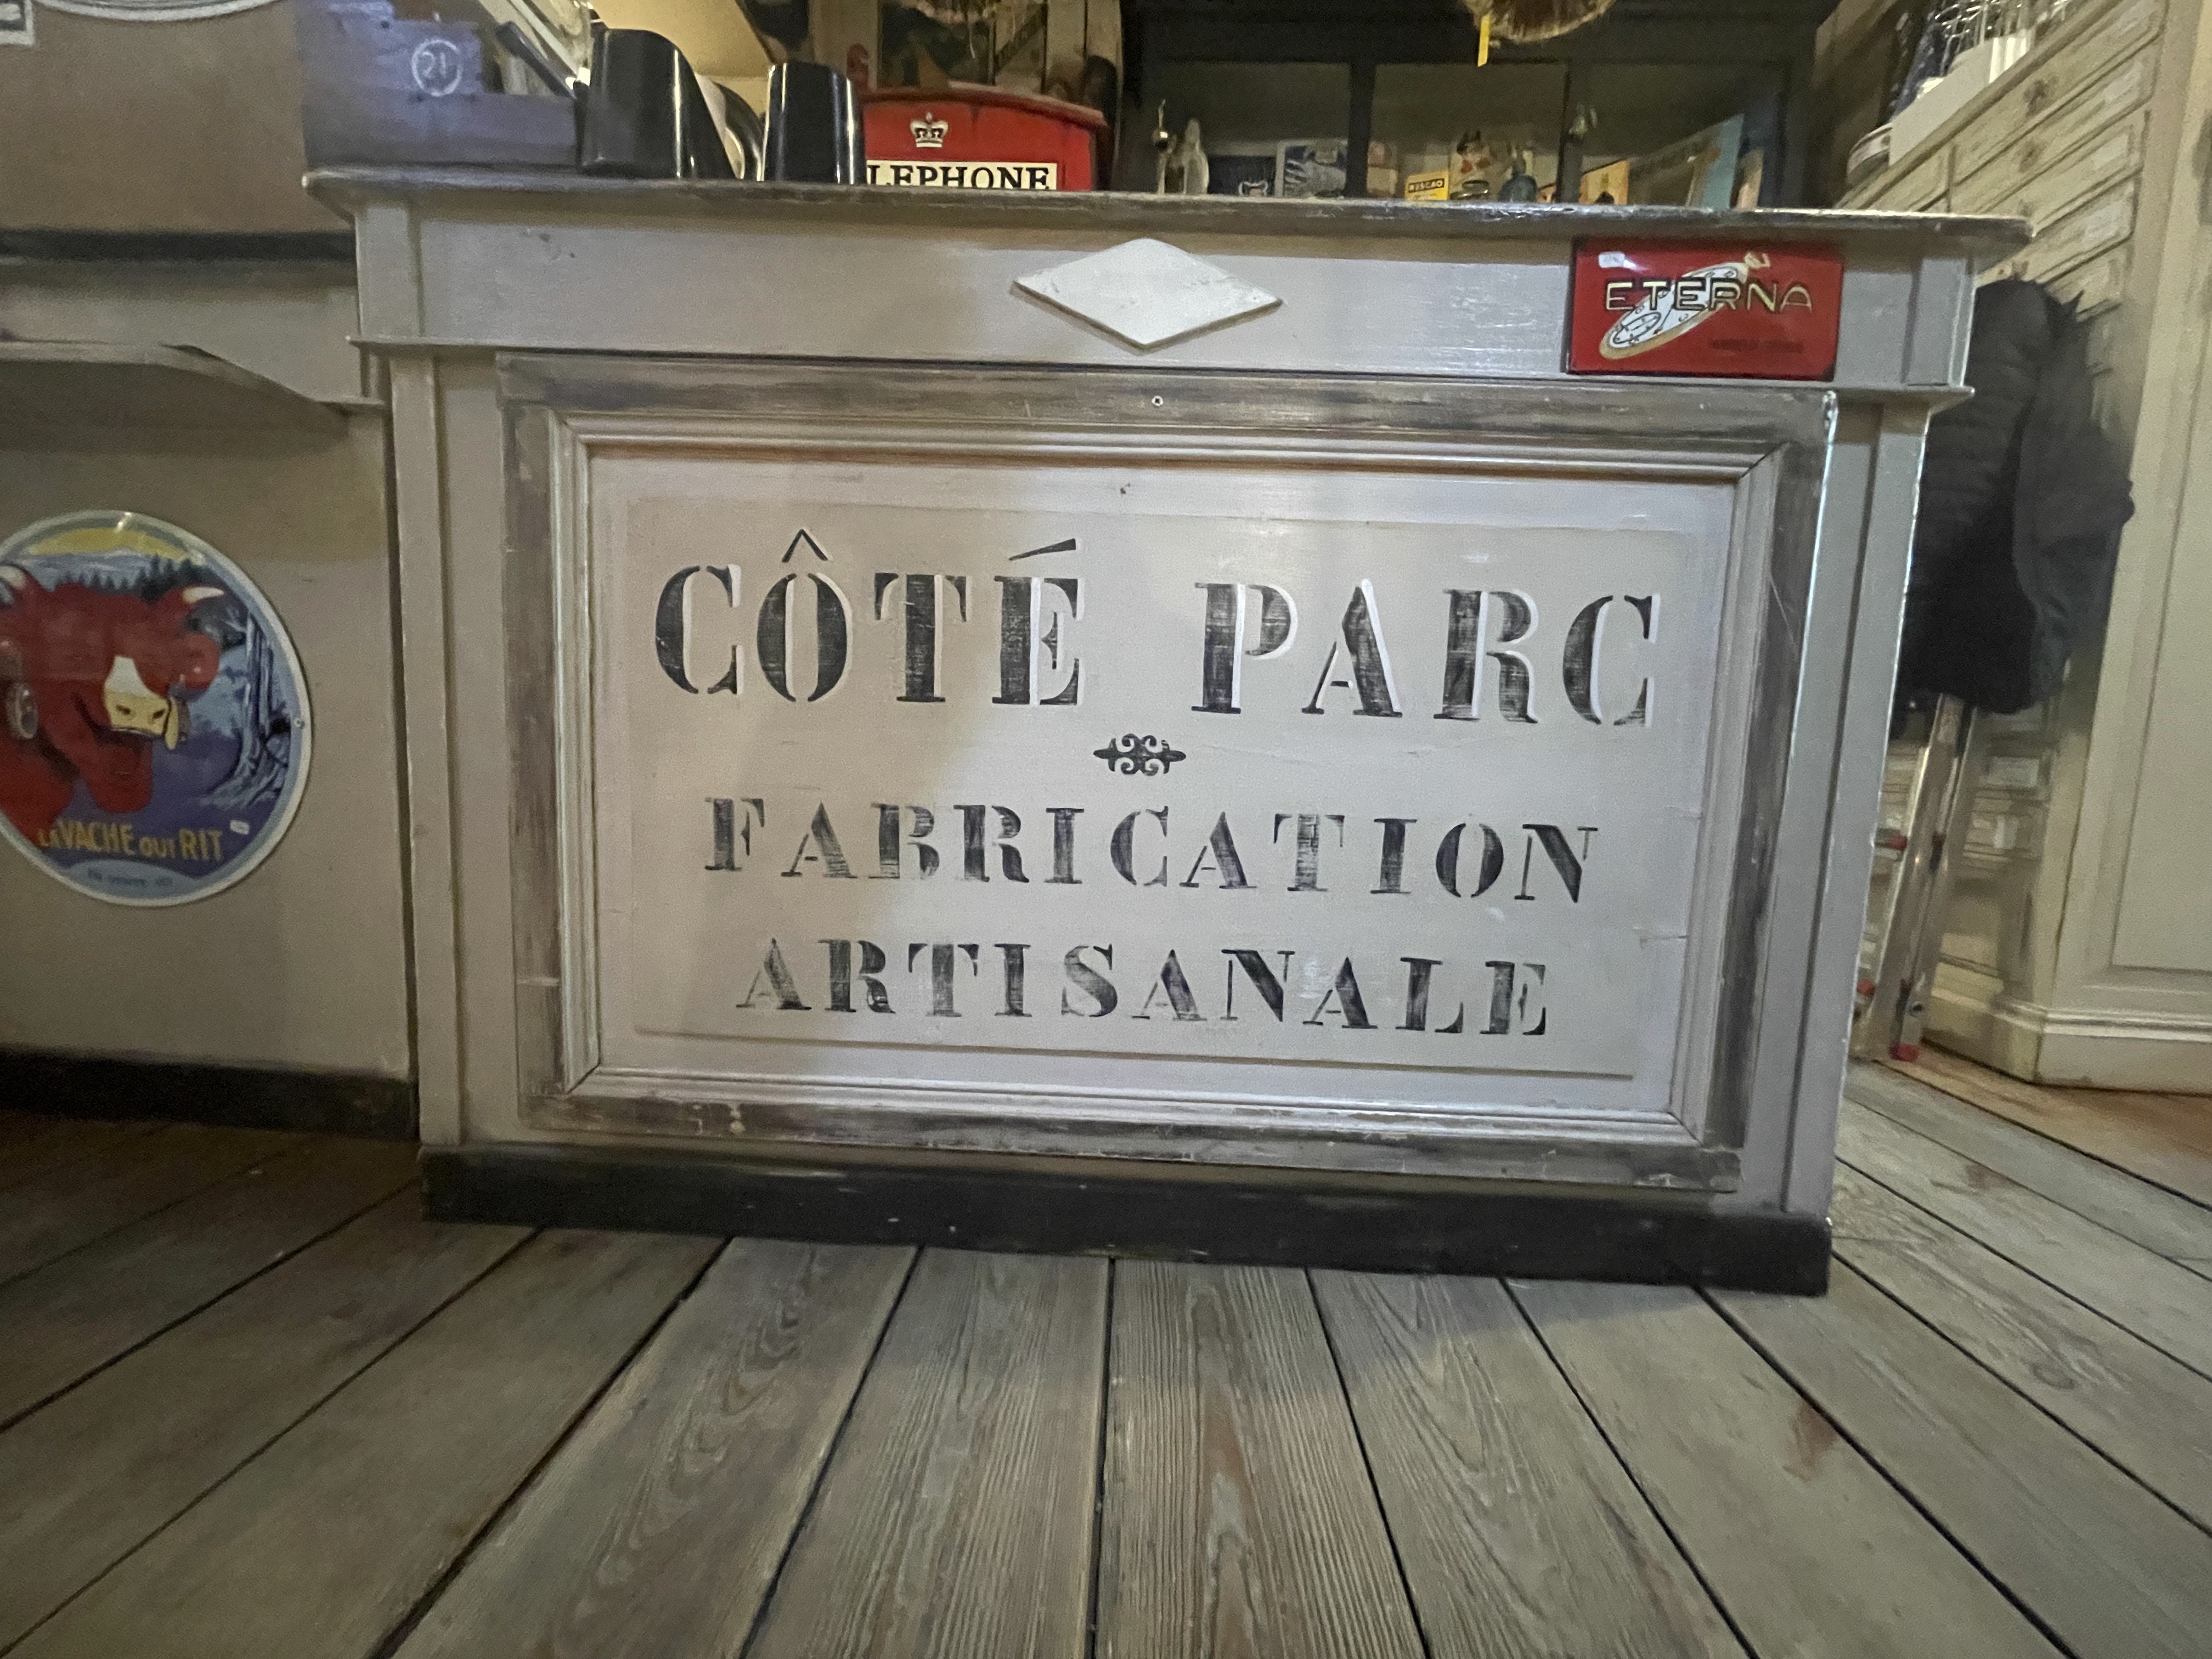 21
LEPHONE
ETERNA
CÔTÉ PARC
FABRICATION
ARTISANALE
LA VACHE QUI RIT